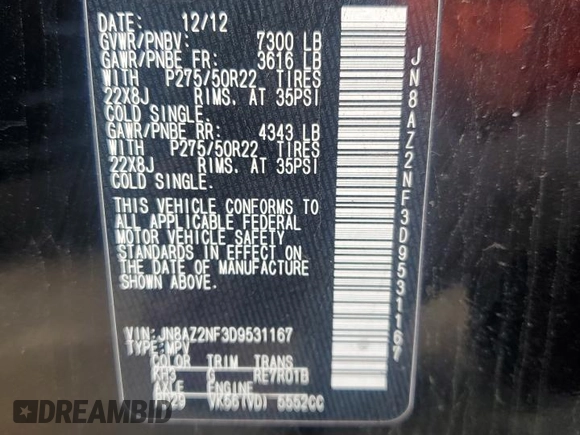 DATE: 12/12
GVWR/PNBV: 7300 LB
GAWR/PNBE FR: 3616 LB
WITH P275/50R22 TIRES
22X8J RIMS. AT 35PSI
COLD SINGLE.
GAWR/PNBE RR: 4343 LB
WITH P275/50R22 TIRES
22X8J RIMS. AT 35PSI
COLD SINGLE.
THIS VEHICLE CONFORMS TO
ALL APPLICABLE FEDERAL
MOTOR VEHICLE SAFETY
STANDARDS IN EFFECT ON
THE DATE OF MANUFACTURE
SHOWN ABOVE.
VIN:JN8AZ2NF3D9531167
TYPE:MPV
COLOR TRIM TRANS
KH3 G RE7R01B
AXLE ENGINE
VK56(VD) 5552CC
JN8AZ2NF3D9531167
DREAMBID.COM